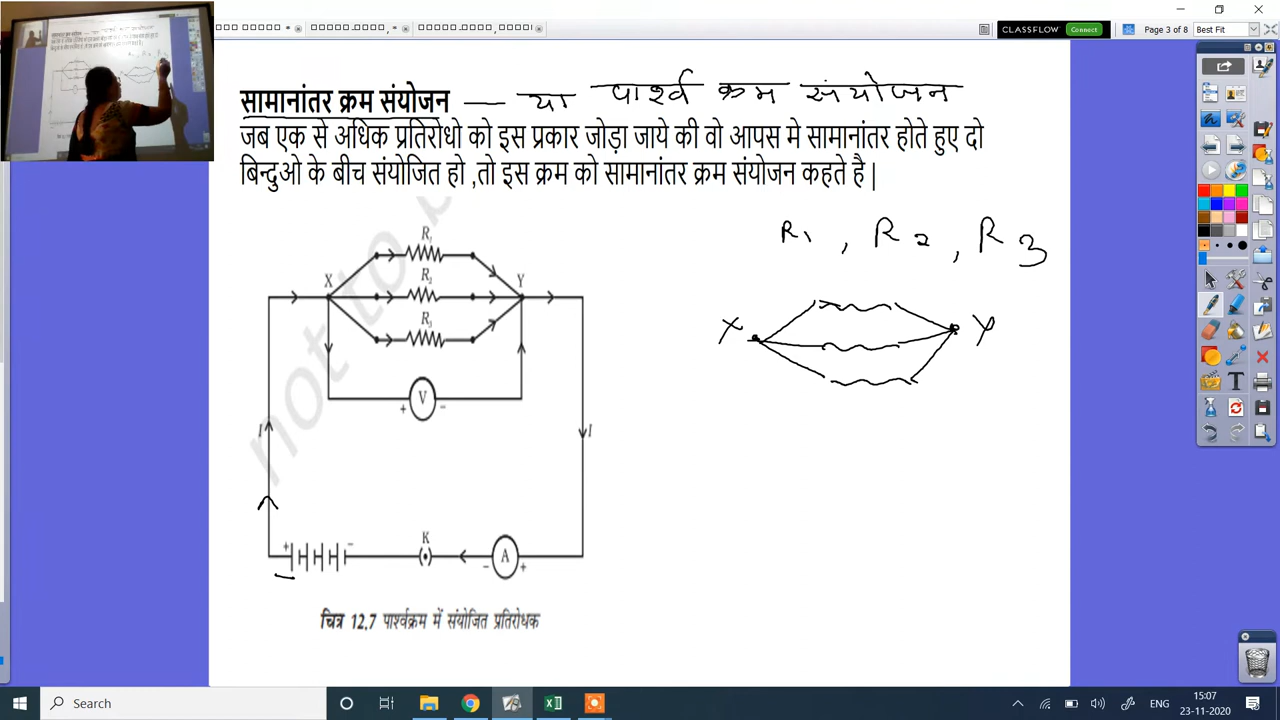 CLASSFLOW Connect Page 3 of 8 Best Fit
सामानांतर क्रम संयोजन — या पार्श्व क्रम संयोजन
जब एक से अधिक प्रतिरोधो को इस प्रकार जोड़ा जाये की वो आपस मे सामानांतर होते हुए दो
बिन्दुओ के बीच संयोजित हो ,तो इस क्रम को सामानांतर क्रम संयोजन कहते है |
R1 , R2 , R3
R1
X R2 Y
R3
X Y
+ V -
I I
+ - K - A +
चित्र 12.7 पार्श्वक्रम में संयोजित प्रतिरोधक
not to
Search
15:07
23-11-2020